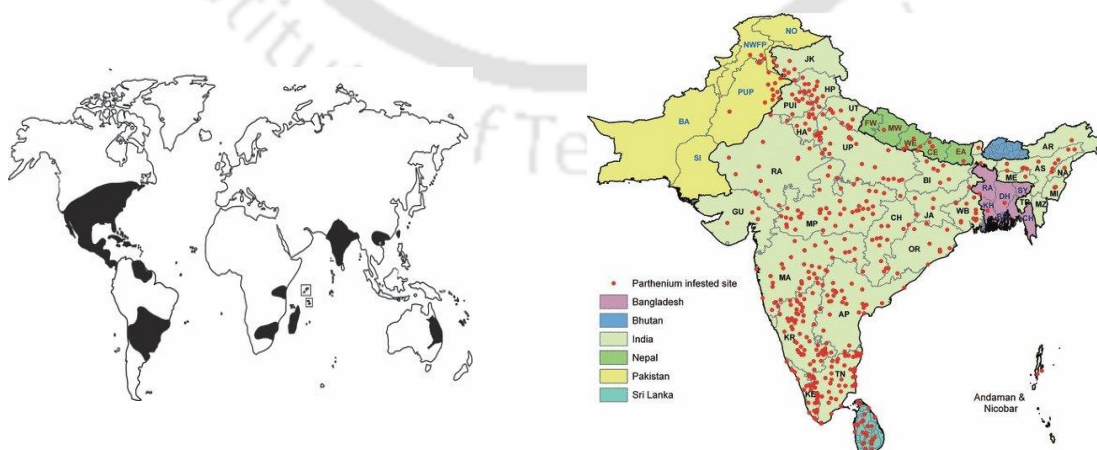 stitu
f Te
NO
NWFP
JK
HP
PUP
PUI
UT
FW
MW
BA
HA
WE
CE
EA
AR
UP
SI
RA
BI
ME
AS
NA
RA
DH
SY
MI
GU
MP
CH
JA
WB
KH
TR
MZ
CH
OR
MA
AP
KR
TN
KE
Parthenium infested site
Bangladesh
Bhutan
India
Nepal
Pakistan
Sri Lanka
Andaman &
Nicobar